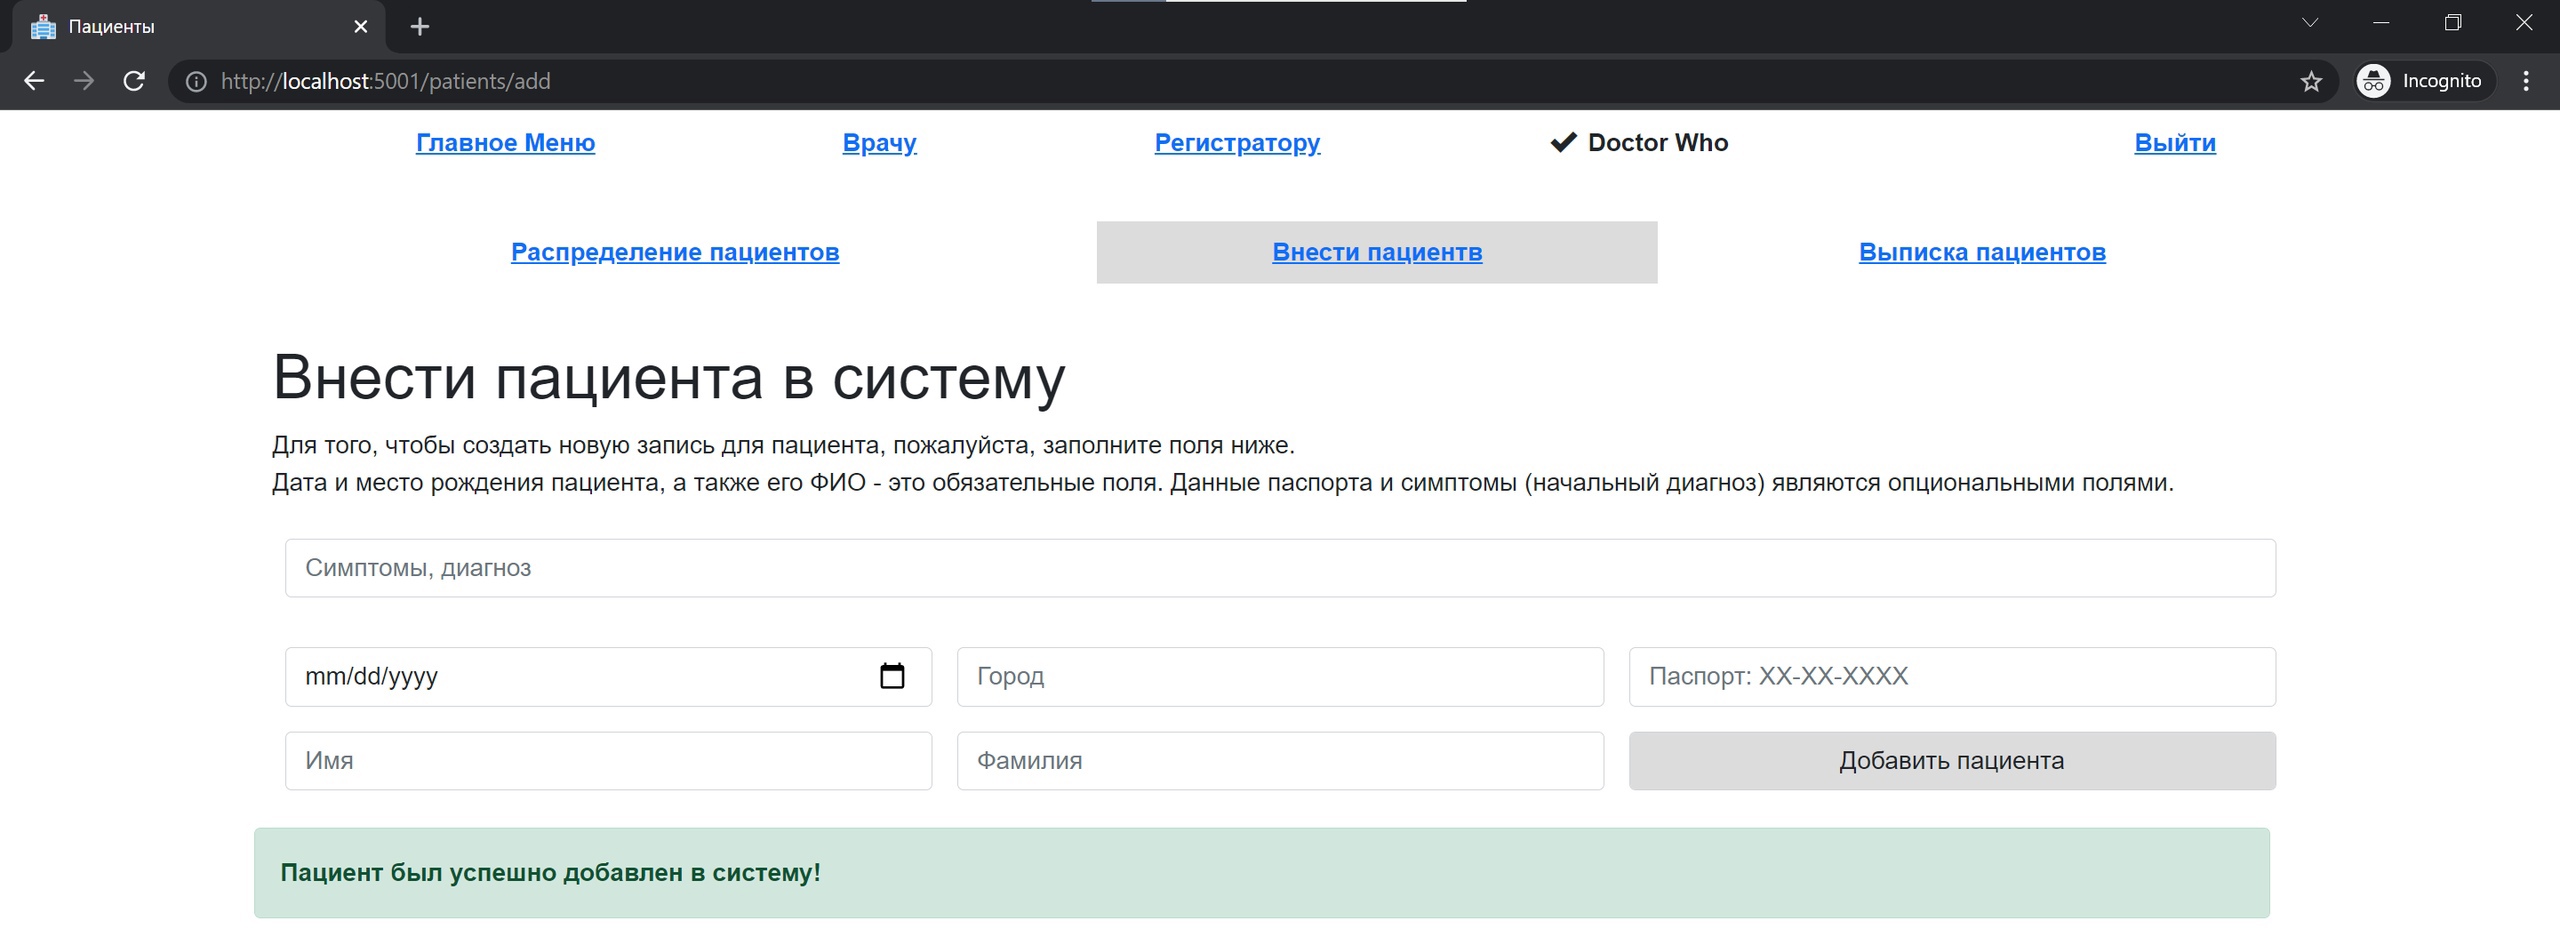 Пациенты
http://localhost:5001/patients/add
Incognito
Главное Меню Врачу Регистратору Doctor Who Выйти
Распределение пациентов Внести пациентв Выписка пациентов
Внести пациента в систему
Для того, чтобы создать новую запись для пациента, пожалуйста, заполните поля ниже.
Дата и место рождения пациента, а также его ФИО - это обязательные поля. Данные паспорта и симптомы (начальный диагноз) являются опциональными полями.
Симптомы, диагноз
mm/dd/yyyy Город Паспорт: XX-XX-XXXX
Имя Фамилия Добавить пациента
Пациент был успешно добавлен в систему!